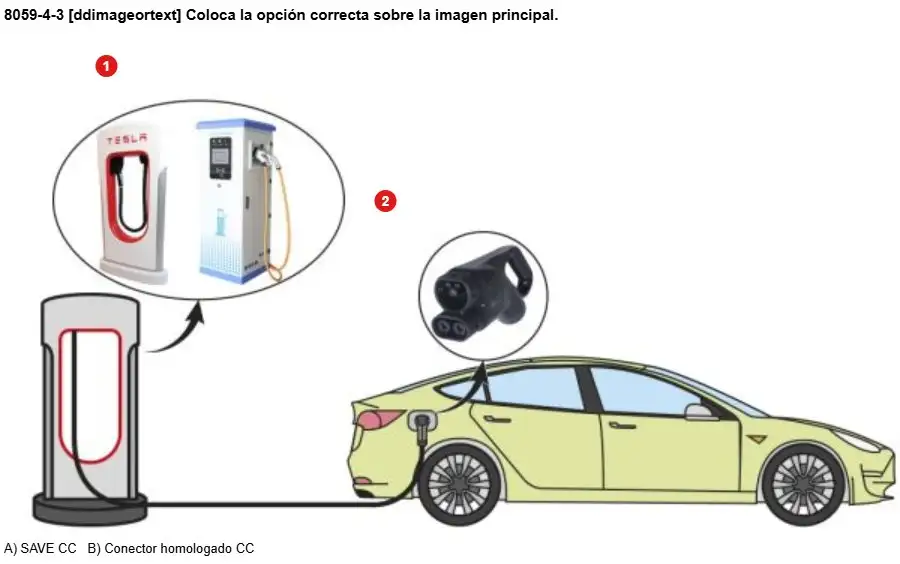 8059-4-3 [ddimageortext] Coloca la opción correcta sobre la imagen principal.
1
TESLA
2
A) SAVE CC B) Conector homologado CC